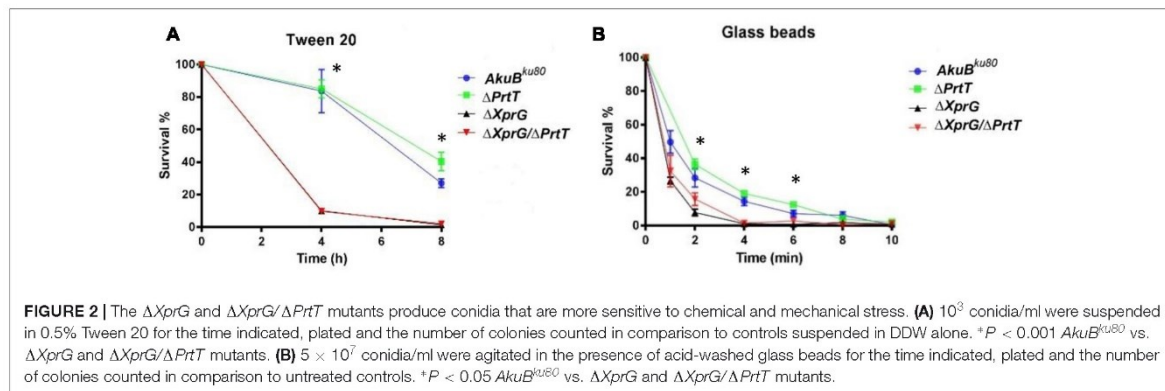 A
Tween 20
100
80
60
40
20
0
Survival %
0
2
4
6
8
Time (h)
*
*
AkuB^ku80
ΔPrtT
ΔXprG
ΔXprG/ΔPrtT
B
Glass beads
100
80
60
40
20
0
Survival %
0
2
4
6
8
10
Time (min)
*
*
*
AkuB^ku80
ΔPrtT
ΔXprG
ΔXprG/ΔPrtT
FIGURE 2 | The ΔXprG and ΔXprG/ΔPrtT mutants produce conidia that are more sensitive to chemical and mechanical stress. (A) 10³ conidia/ml were suspended
in 0.5% Tween 20 for the time indicated, plated and the number of colonies counted in comparison to controls suspended in DDW alone. *P < 0.001 AkuB^ku80 vs.
ΔXprG and ΔXprG/ΔPrtT mutants. (B) 5 × 10⁷ conidia/ml were agitated in the presence of acid-washed glass beads for the time indicated, plated and the number
of colonies counted in comparison to untreated controls. *P < 0.05 AkuB^ku80 vs. ΔXprG and ΔXprG/ΔPrtT mutants.